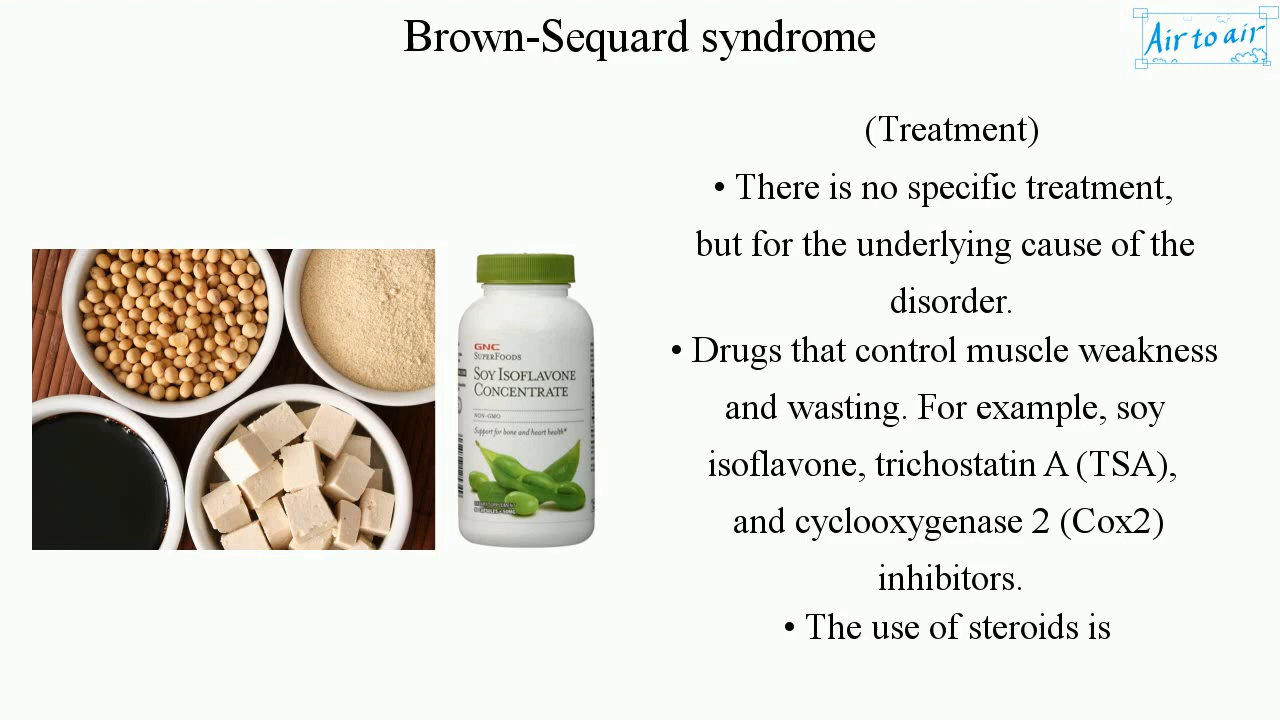 Brown-Sequard syndrome
Air to air
(Treatment)
• There is no specific treatment,
but for the underlying cause of the
disorder.
• Drugs that control muscle weakness
and wasting. For example, soy
isoflavone, trichostatin A (TSA),
and cyclooxygenase 2 (Cox2)
inhibitors.
• The use of steroids is
GNC
SUPERFOODS
SOY ISOFLAVONE
CONCENTRATE
NON-GMO
Support for bone and heart health*